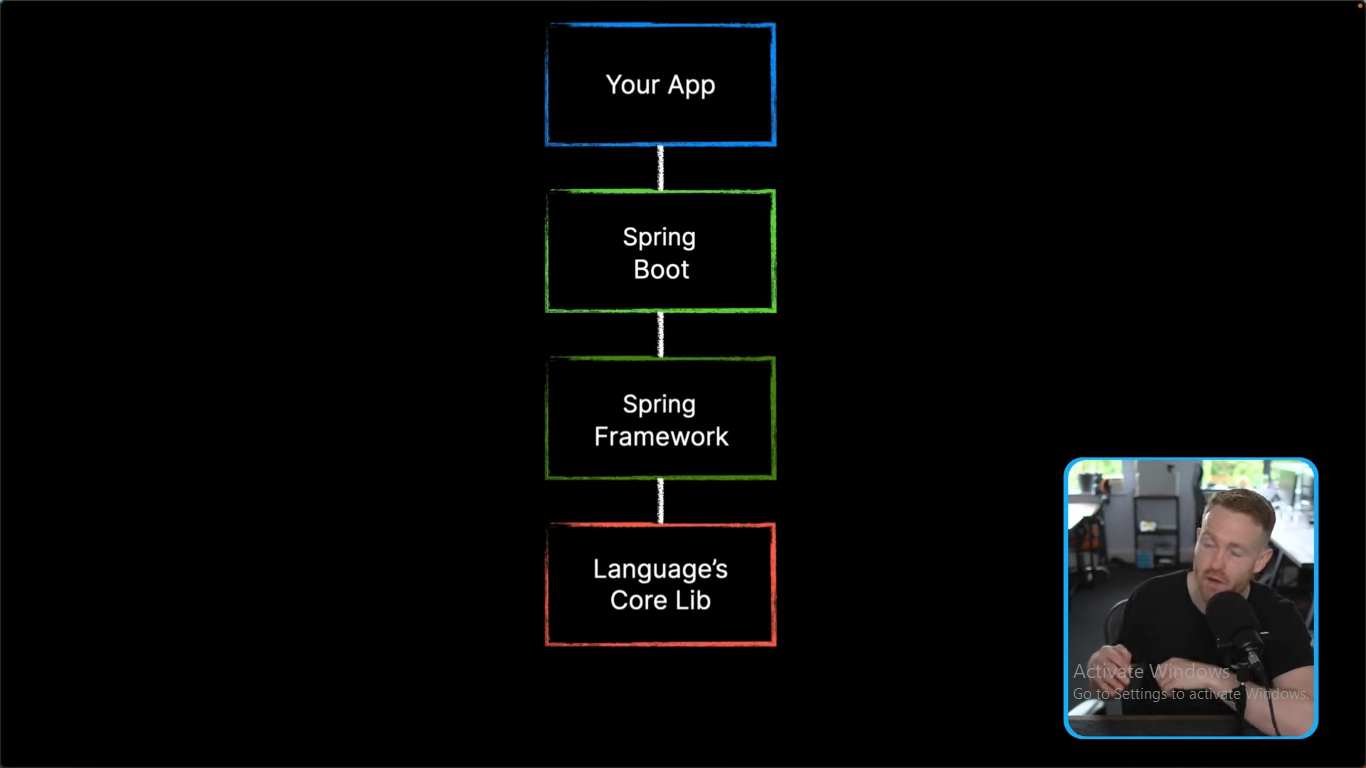 Your App
Spring
Boot
Spring
Framework
Language’s
Core Lib
Activate Windows
Go to Settings to activate Windows.